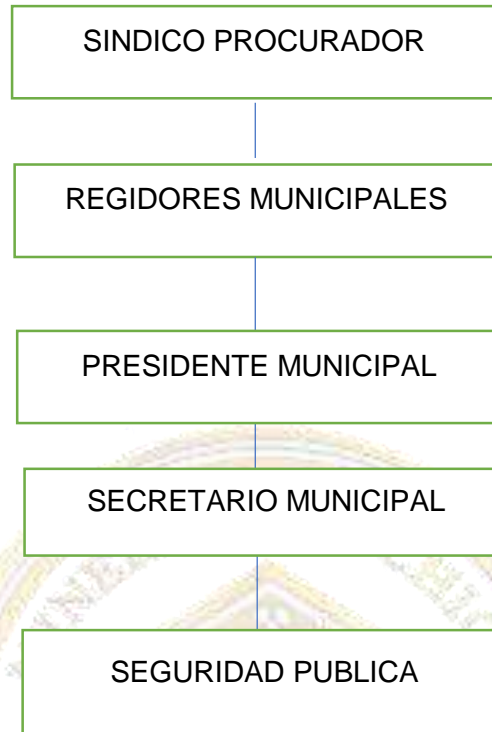 SINDICO PROCURADOR
REGIDORES MUNICIPALES
PRESIDENTE MUNICIPAL
SECRETARIO MUNICIPAL
SEGURIDAD PUBLICA